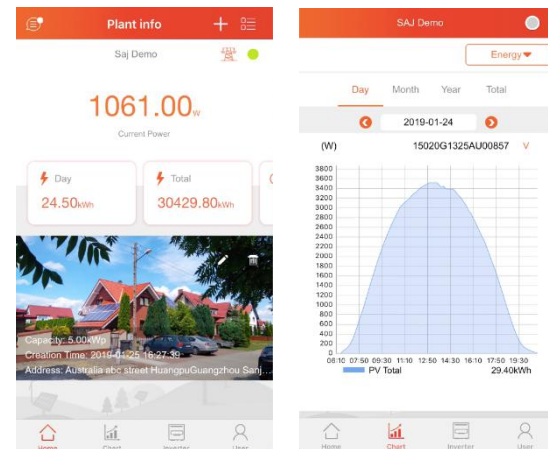 Plant info
Saj Demo
1061.00w
Current Power
Day
Total
24.50kWh
30429.80kWh
Capacity: 5.00kWp
Creation Time: 2019-01-25 16:27:39
Address: Australia abc street HuangpuGuangzhou Sanj...
Home
Chart
Inverter
User
SAJ Demo
Energy
Day
Month
Year
Total
2019-01-24
(W)
15020G1325AU00857 V
3800
3600
3400
3200
3000
2800
2600
2400
2200
2000
1800
1600
1400
1200
1000
800
600
400
200
0
06:10 07:50 09:30 11:10 12:50 14:30 16:10 17:50 19:30
PV Total
29.40kWh
Home
Chart
Inverter
User